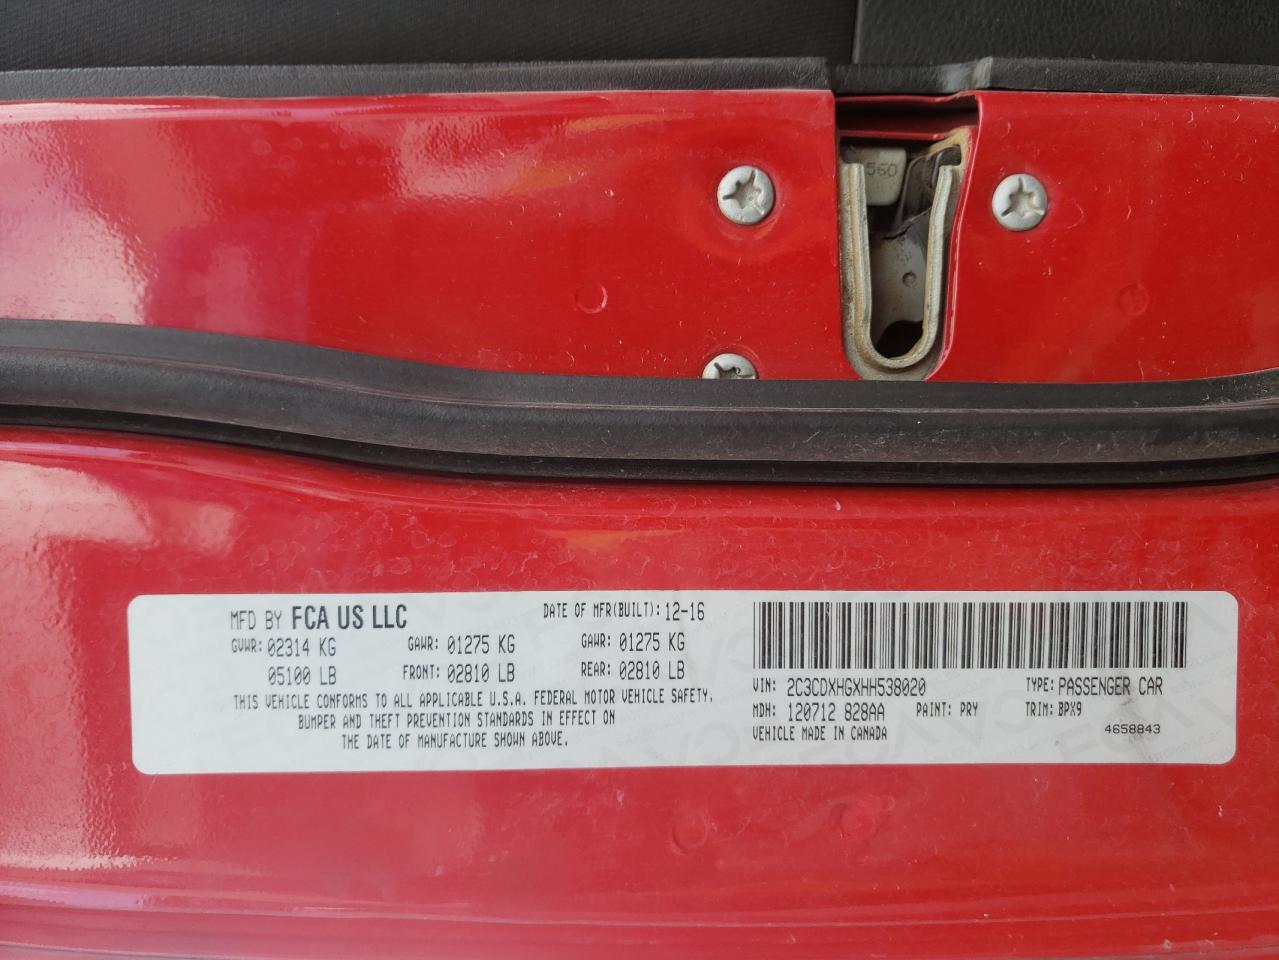 560
MFD BY FCA US LLC DATE OF MFR(BUILT): 12-16
GVWR: 02314 KG GAWR: 01275 KG GAWR: 01275 KG
05100 LB FRONT: 02810 LB REAR: 02810 LB
THIS VEHICLE CONFORMS TO ALL APPLICABLE U.S.A. FEDERAL MOTOR VEHICLE SAFETY,
BUMPER AND THEFT PREVENTION STANDARDS IN EFFECT ON
THE DATE OF MANUFACTURE SHOWN ABOVE.
VIN: 2C3CDXHGXHH538020 TYPE: PASSENGER CAR
MDH: 120712 828AA PAINT: PRY TRIM: BPX9
VEHICLE MADE IN CANADA 4658843